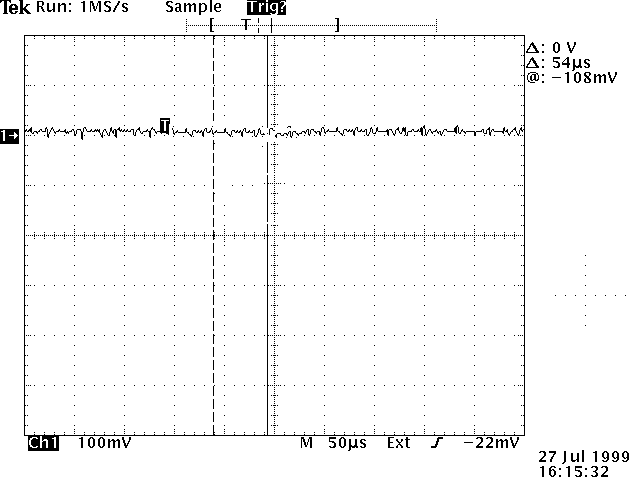 Tek Run: 1MS/s Sample Trig?
[ T ]
Δ: 0 V
Δ: 54µs
@: −108mV
T
1→
Ch1 100mV M 50µs Ext ƒ −22mV
27 Jul 1999
16:15:32